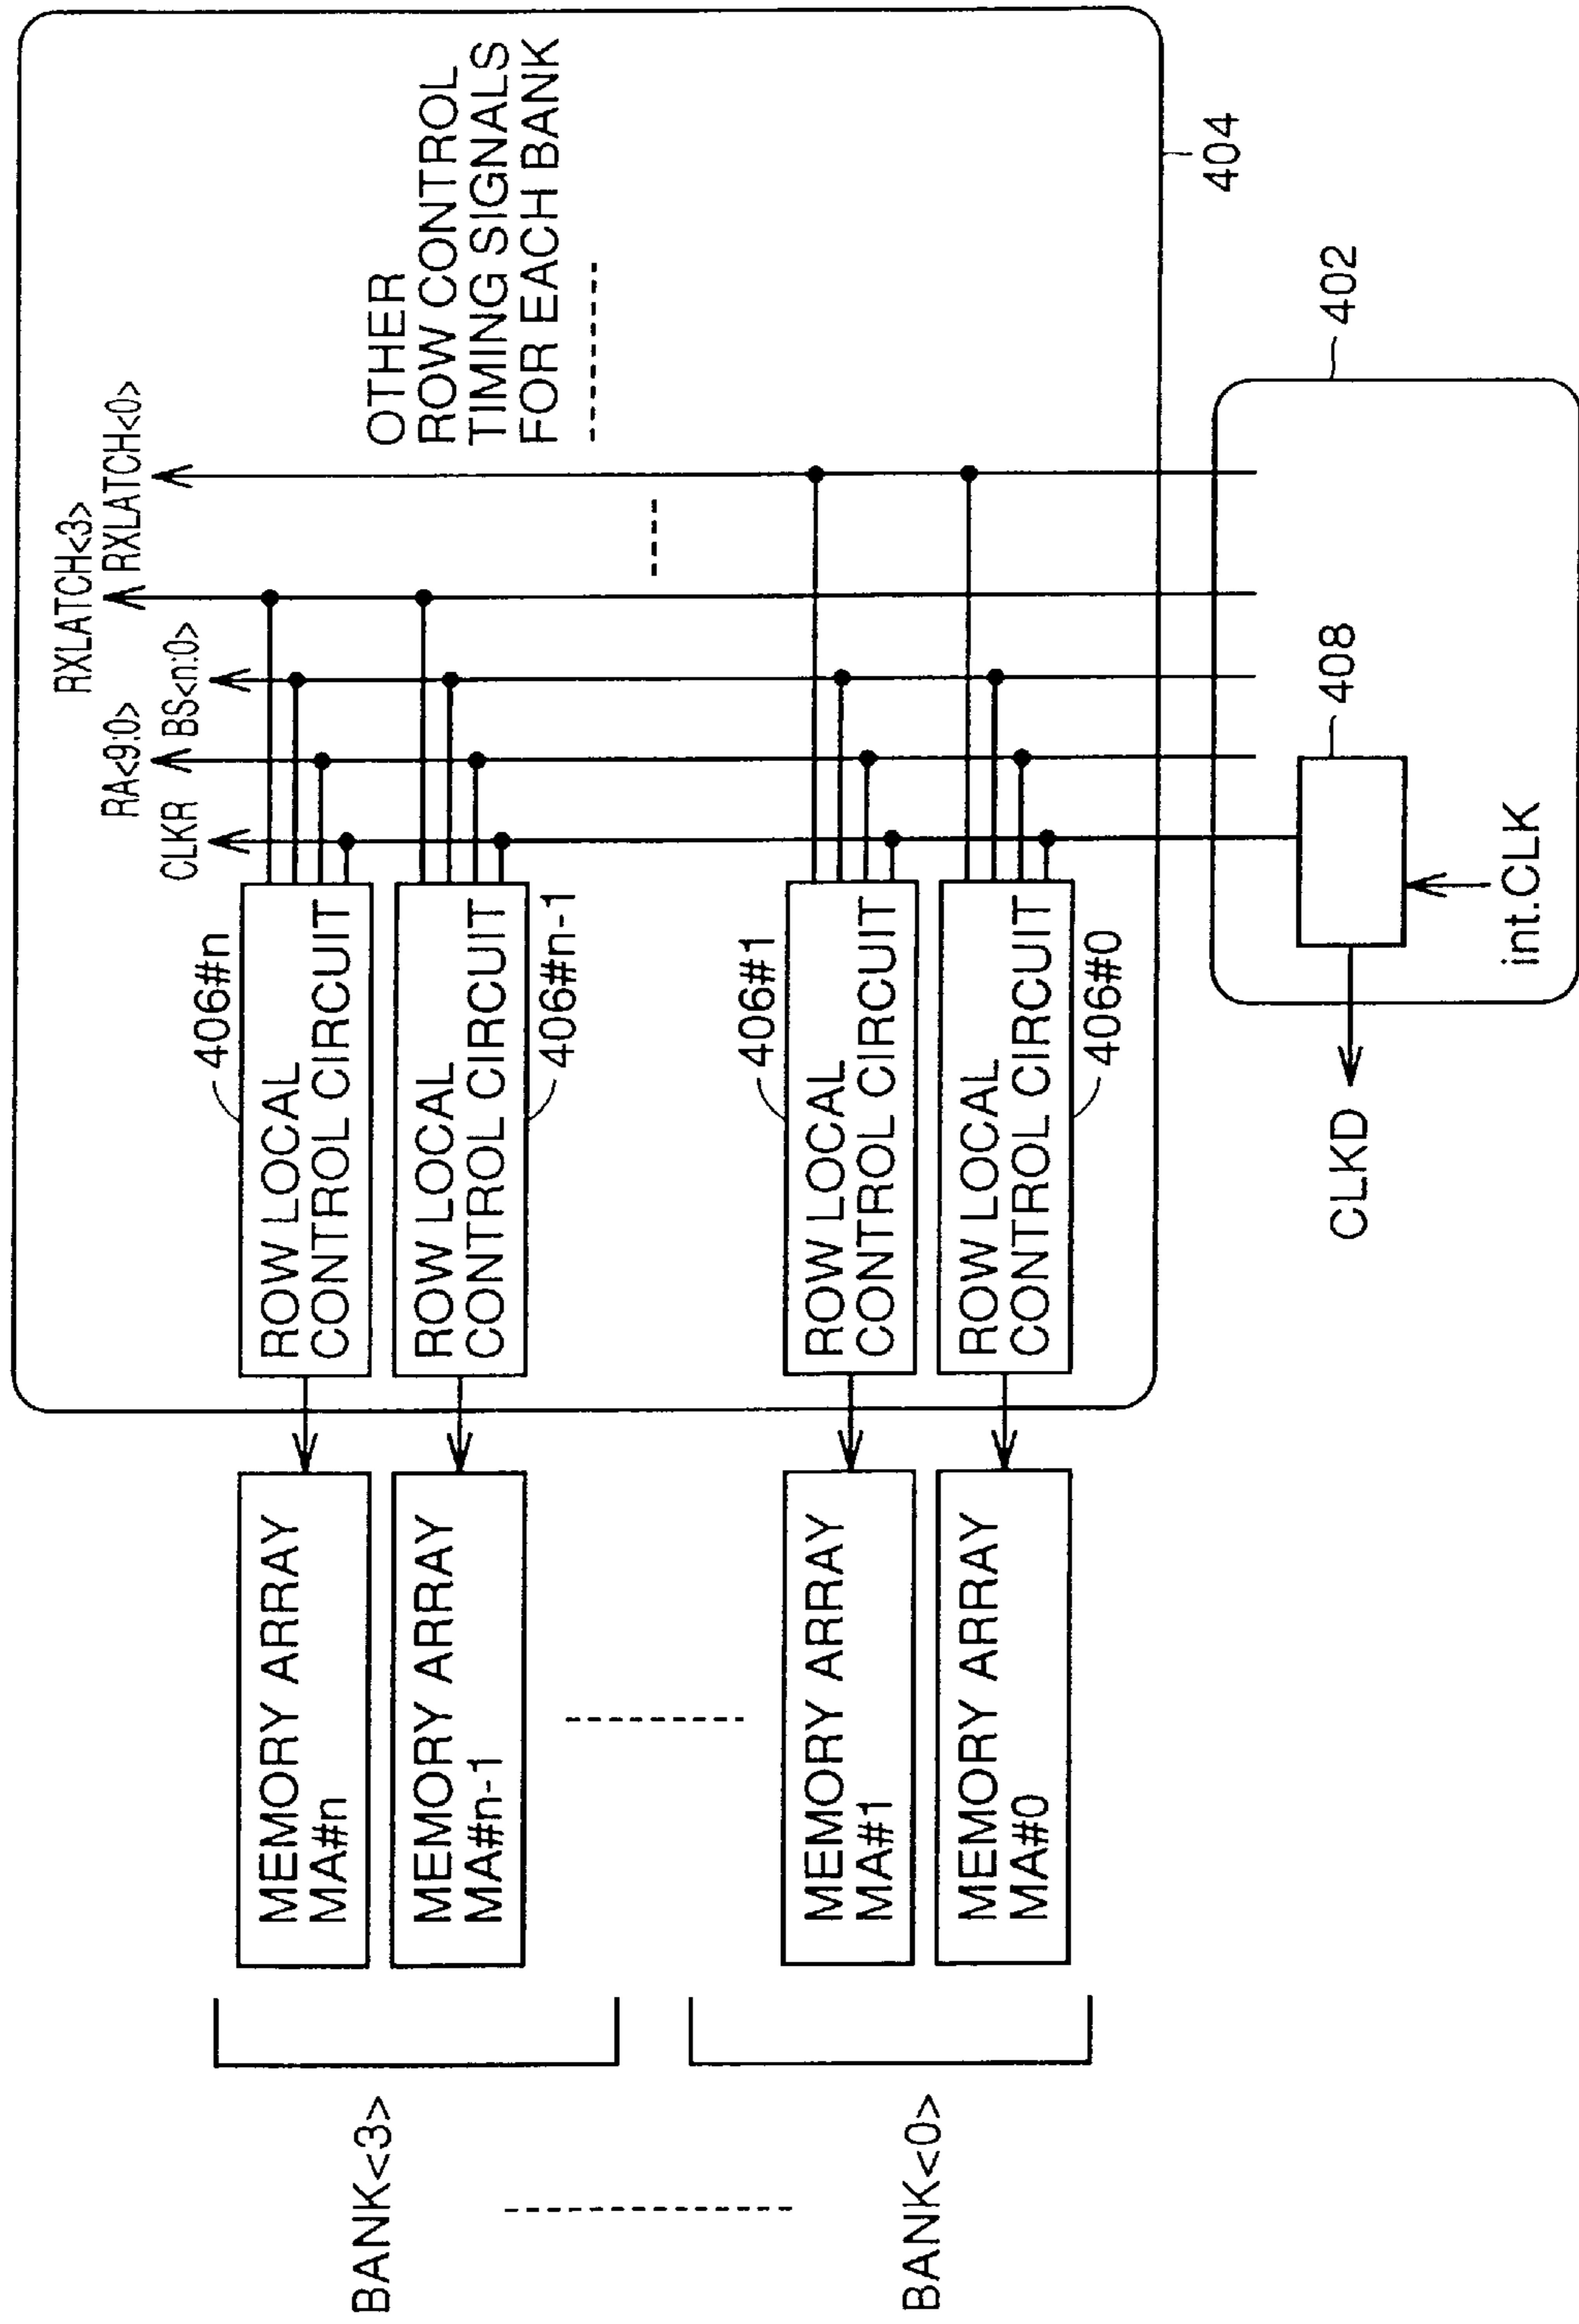 BANK<3>
BANK<0>
MEMORY ARRAY
MA#n
MEMORY ARRAY
MA#n-1
MEMORY ARRAY
MA#1
MEMORY ARRAY
MA#0
406#n
ROW LOCAL
CONTROL CIRCUIT
ROW LOCAL
CONTROL CIRCUIT
406#n-1
406#1
ROW LOCAL
CONTROL CIRCUIT
ROW LOCAL
CONTROL CIRCUIT
406#0
CLKR
RA<9:0>
BS<n:0>
RXLATCH<3>
RXLATCH<0>
OTHER
ROW CONTROL
TIMING SIGNALS
FOR EACH BANK
404
CLKD
int.CLK
408
402